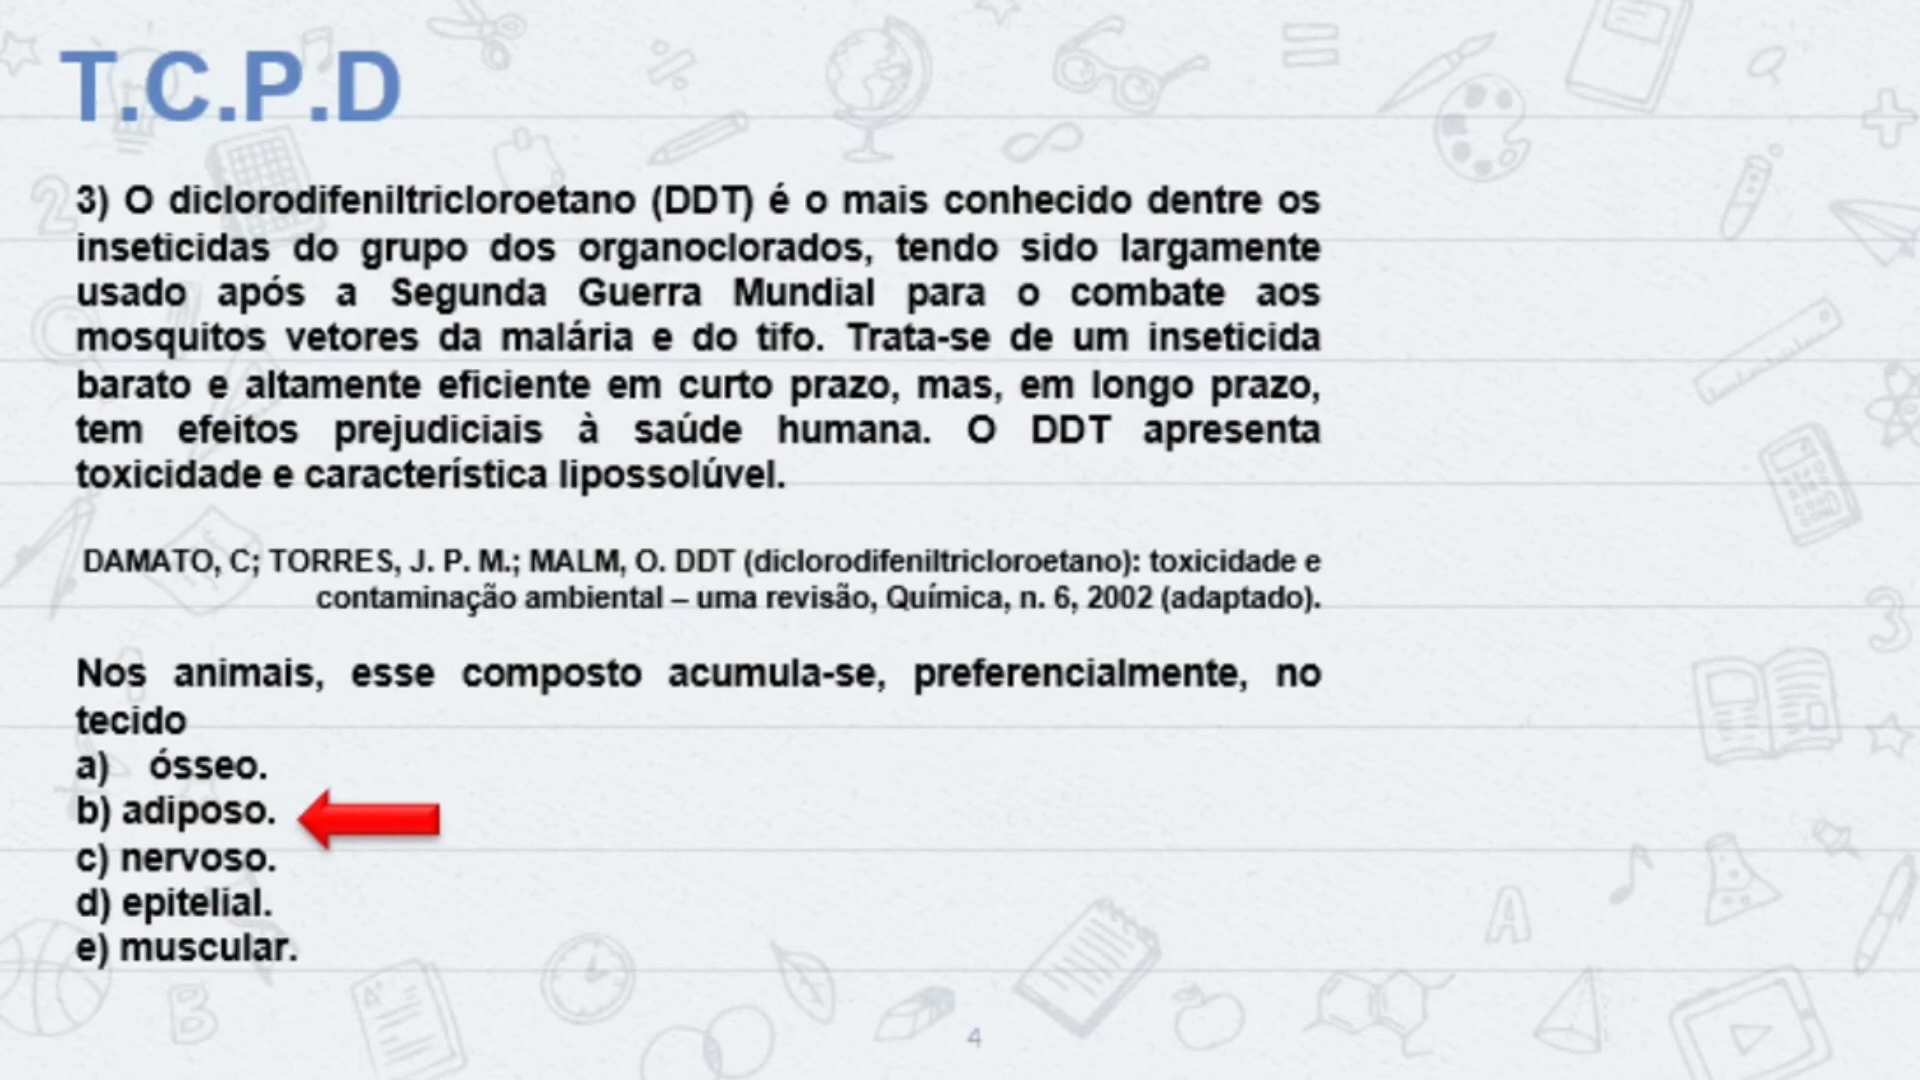 T.C.P.D
3) O diclorodifeniltricloroetano (DDT) é o mais conhecido dentre os
inseticidas do grupo dos organoclorados, tendo sido largamente
usado após a Segunda Guerra Mundial para o combate aos
mosquitos vetores da malária e do tifo. Trata-se de um inseticida
barato e altamente eficiente em curto prazo, mas, em longo prazo,
tem efeitos prejudiciais à saúde humana. O DDT apresenta
toxicidade e característica lipossolúvel.
DAMATO, C; TORRES, J. P. M.; MALM, O. DDT (diclorodifeniltricloroetano): toxicidade e
contaminação ambiental – uma revisão, Química, n. 6, 2002 (adaptado).
Nos animais, esse composto acumula-se, preferencialmente, no
tecido
a) ósseo.
b) adiposo.
c) nervoso.
d) epitelial.
e) muscular.
4